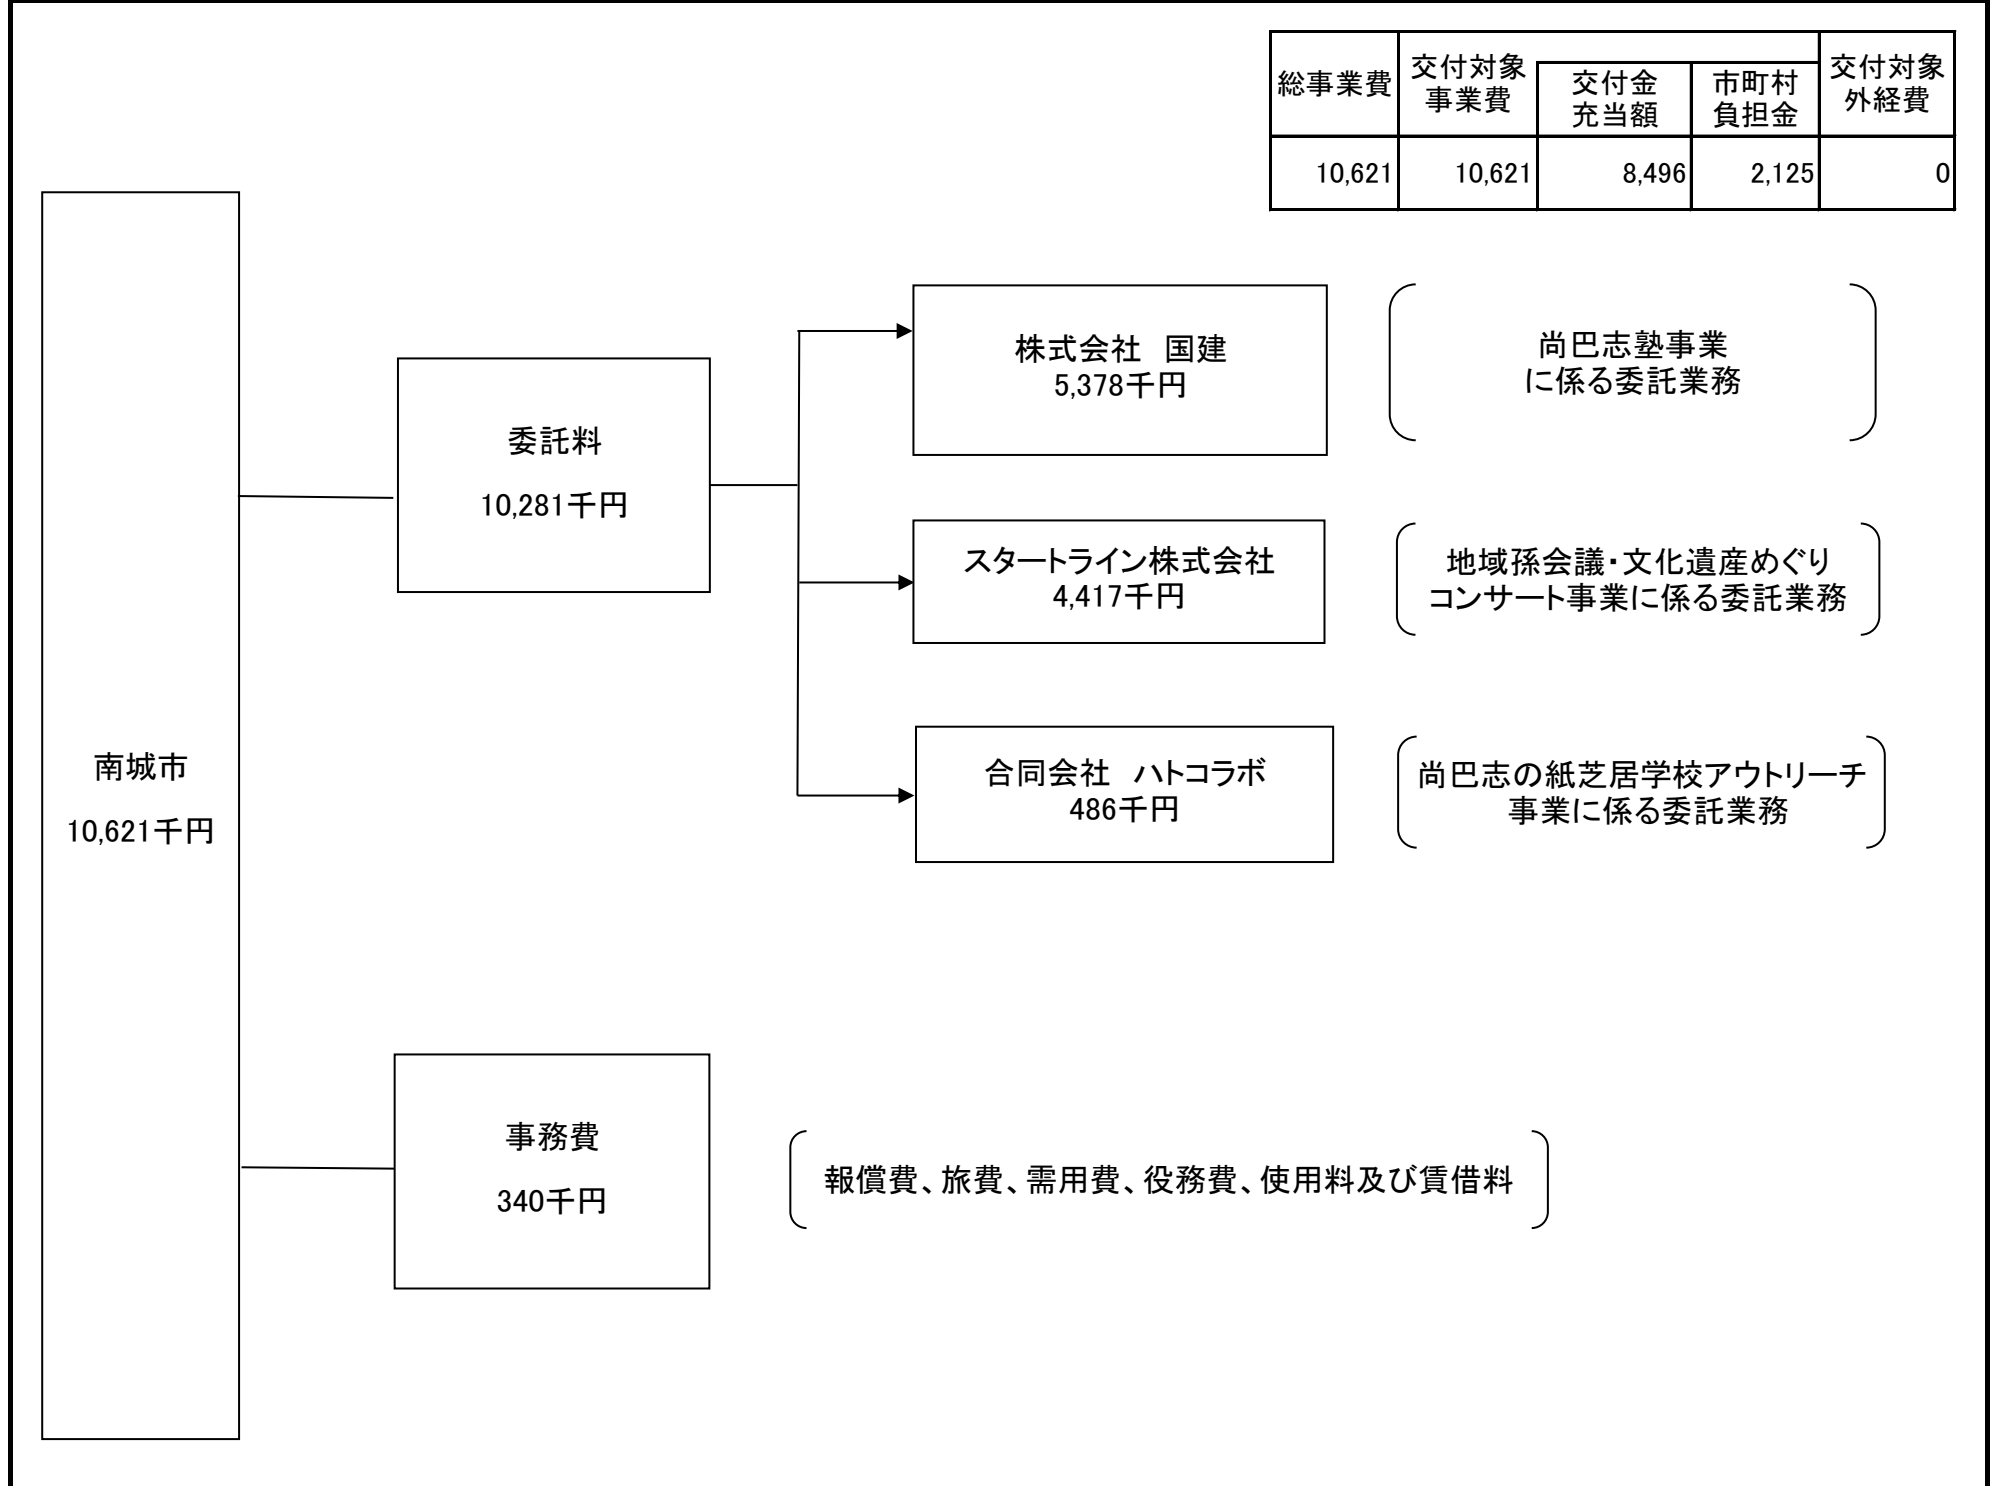 総事業費
交付対象
事業費
交付金
充当額
市町村
負担金
交付対象
外経費
10,621
10,621
8,496
2,125
0
南城市
10,621千円
委託料
10,281千円
株式会社　国建
5,378千円
尚巴志塾事業
に係る委託業務
スタートライン株式会社
4,417千円
地域孫会議・文化遺産めぐり
コンサート事業に係る委託業務
合同会社　ハトコラボ
486千円
尚巴志の紙芝居学校アウトリーチ
事業に係る委託業務
事務費
340千円
報償費、旅費、需用費、役務費、使用料及び賃借料